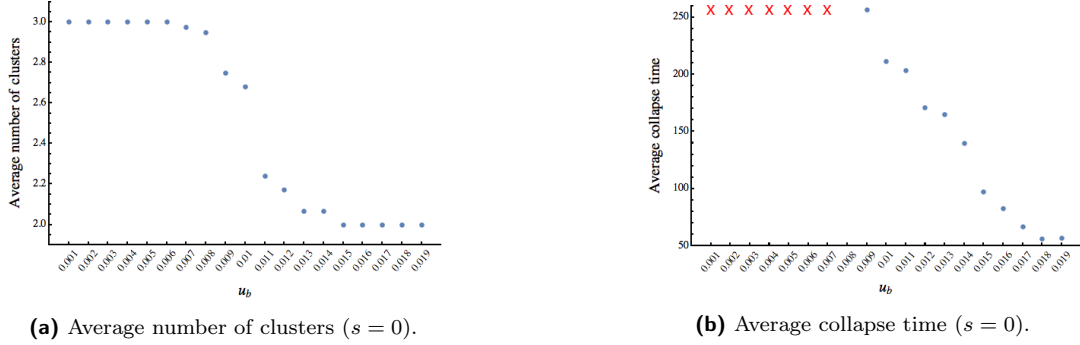 Average number of clusters
3.0
2.8
2.6
2.4
2.2
2.0
0.001 0.002 0.003 0.004 0.005 0.006 0.007 0.008 0.009 0.01 0.011 0.012 0.013 0.014 0.015 0.016 0.017 0.018 0.019
u_b
(a) Average number of clusters (s = 0).
Average collapse time
250
200
150
100
50
X X X X X X X
0.001 0.002 0.003 0.004 0.005 0.006 0.007 0.008 0.009 0.01 0.011 0.012 0.013 0.014 0.015 0.016 0.017 0.018 0.019
u_b
(b) Average collapse time (s = 0).